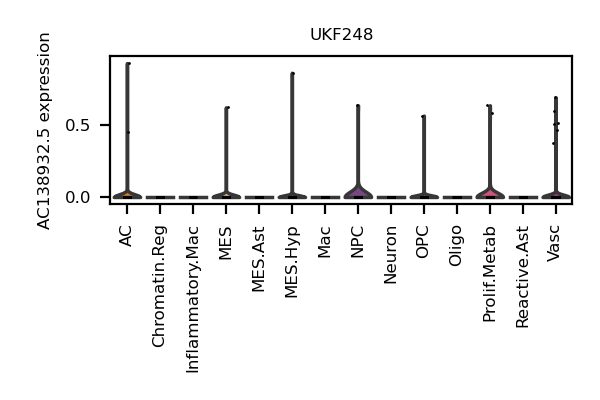 UKF248
AC138932.5 expression
0.5
0.0
AC
Chromatin.Reg
Inflammatory.Mac
MES
MES.Ast
MES.Hyp
Mac
NPC
Neuron
OPC
Oligo
Prolif.Metab
Reactive.Ast
Vasc